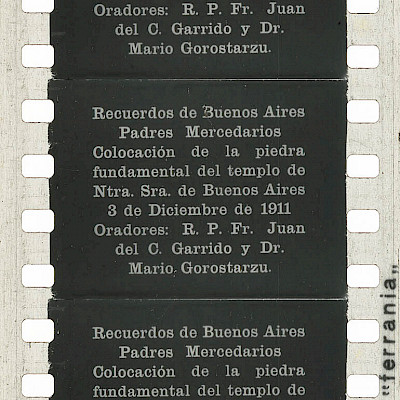 Oradores: R. P. Fr. Juan
del C. Garrido y Dr.
Mario Gorostarzu.
Recuerdos de Buenos Aires
Padres Mercedarios
Colocación de la piedra
fundamental del templo de
Ntra. Sra. de Buenos Aires
3 de Diciembre de 1911
Oradores: R. P. Fr. Juan
del C. Garrido y Dr.
Mario Gorostarzu.
Recuerdos de Buenos Aires
Padres Mercedarios
Colocación de la piedra
fundamental del templo de
"ferrania"